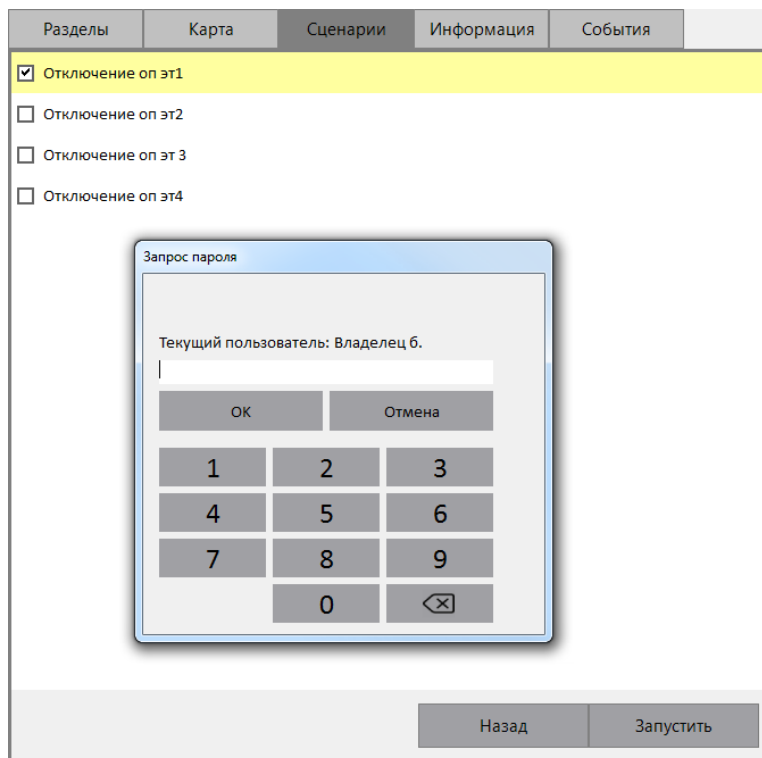 Разделы Карта Сценарии Информация События
Отключение оп эт1
Отключение оп эт2
Отключение оп эт 3
Отключение оп эт4
Запрос пароля
Текущий пользователь: Владелец б.
ОК Отмена
1 2 3
4 5 6
7 8 9
0
Назад Запустить